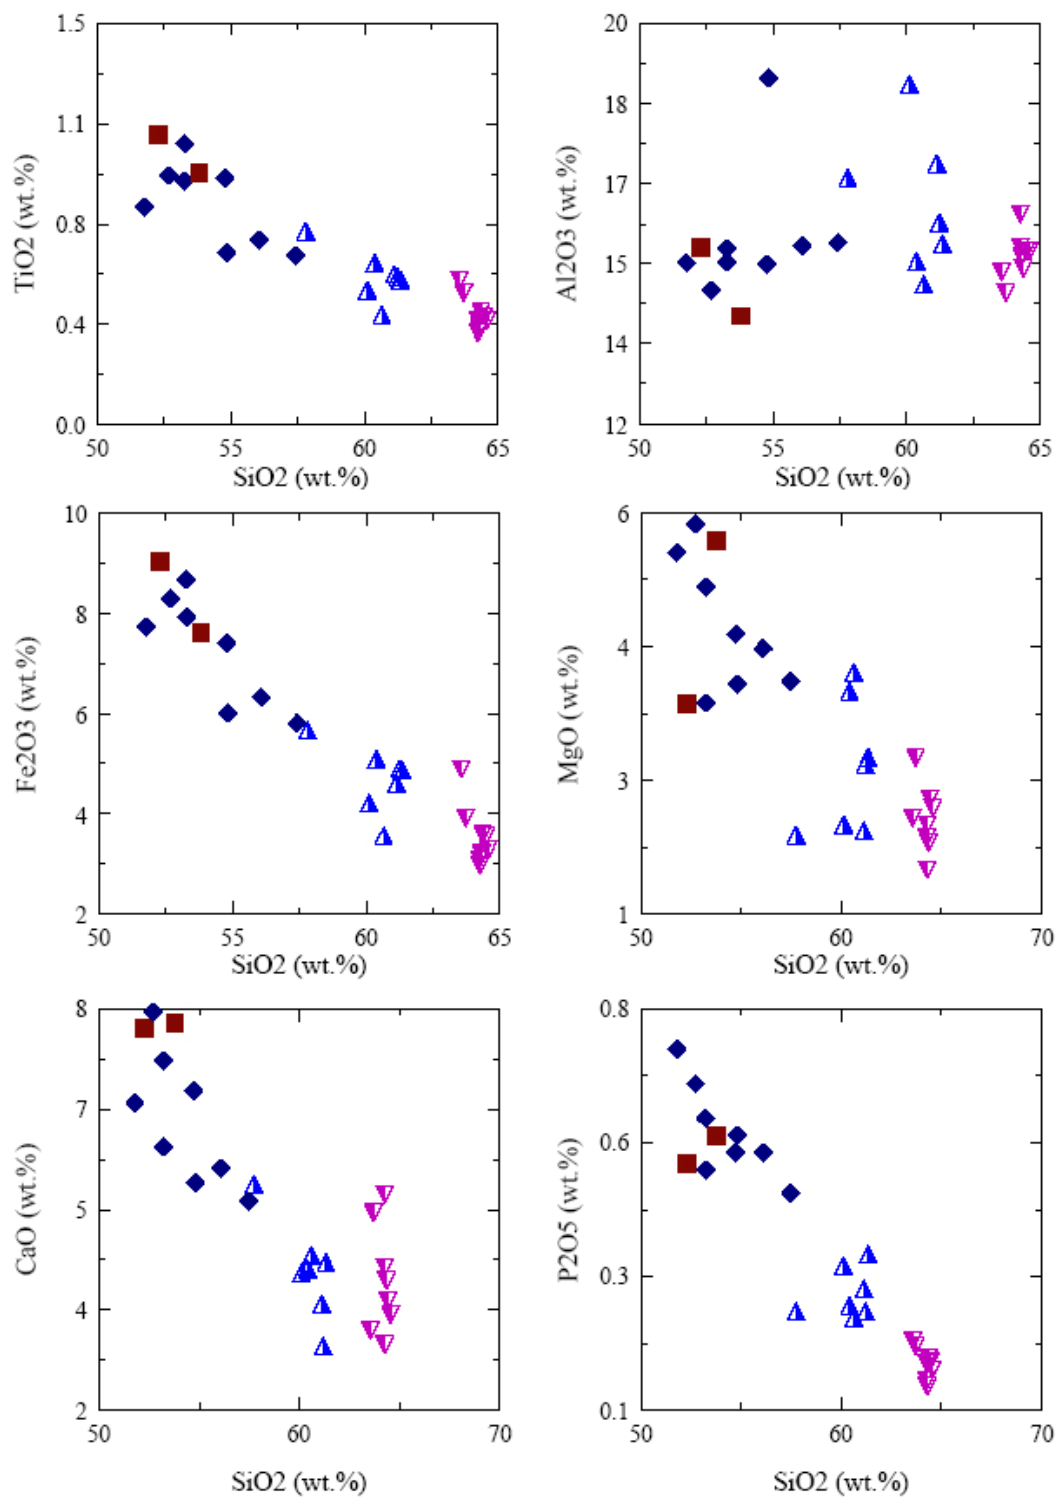 TiO2 (wt.%)
1.5
1.1
0.8
0.4
0.0
50 55 60 65
SiO2 (wt.%)
Al2O3 (wt.%)
20
18
17
15
14
12
50 55 60 65
SiO2 (wt.%)
Fe2O3 (wt.%)
10
8
6
4
2
50 55 60 65
SiO2 (wt.%)
MgO (wt.%)
6
4
3
1
50 60 70
SiO2 (wt.%)
CaO (wt.%)
8
7
5
4
2
50 60 70
SiO2 (wt.%)
P2O5 (wt.%)
0.8
0.6
0.3
0.1
50 60 70
SiO2 (wt.%)